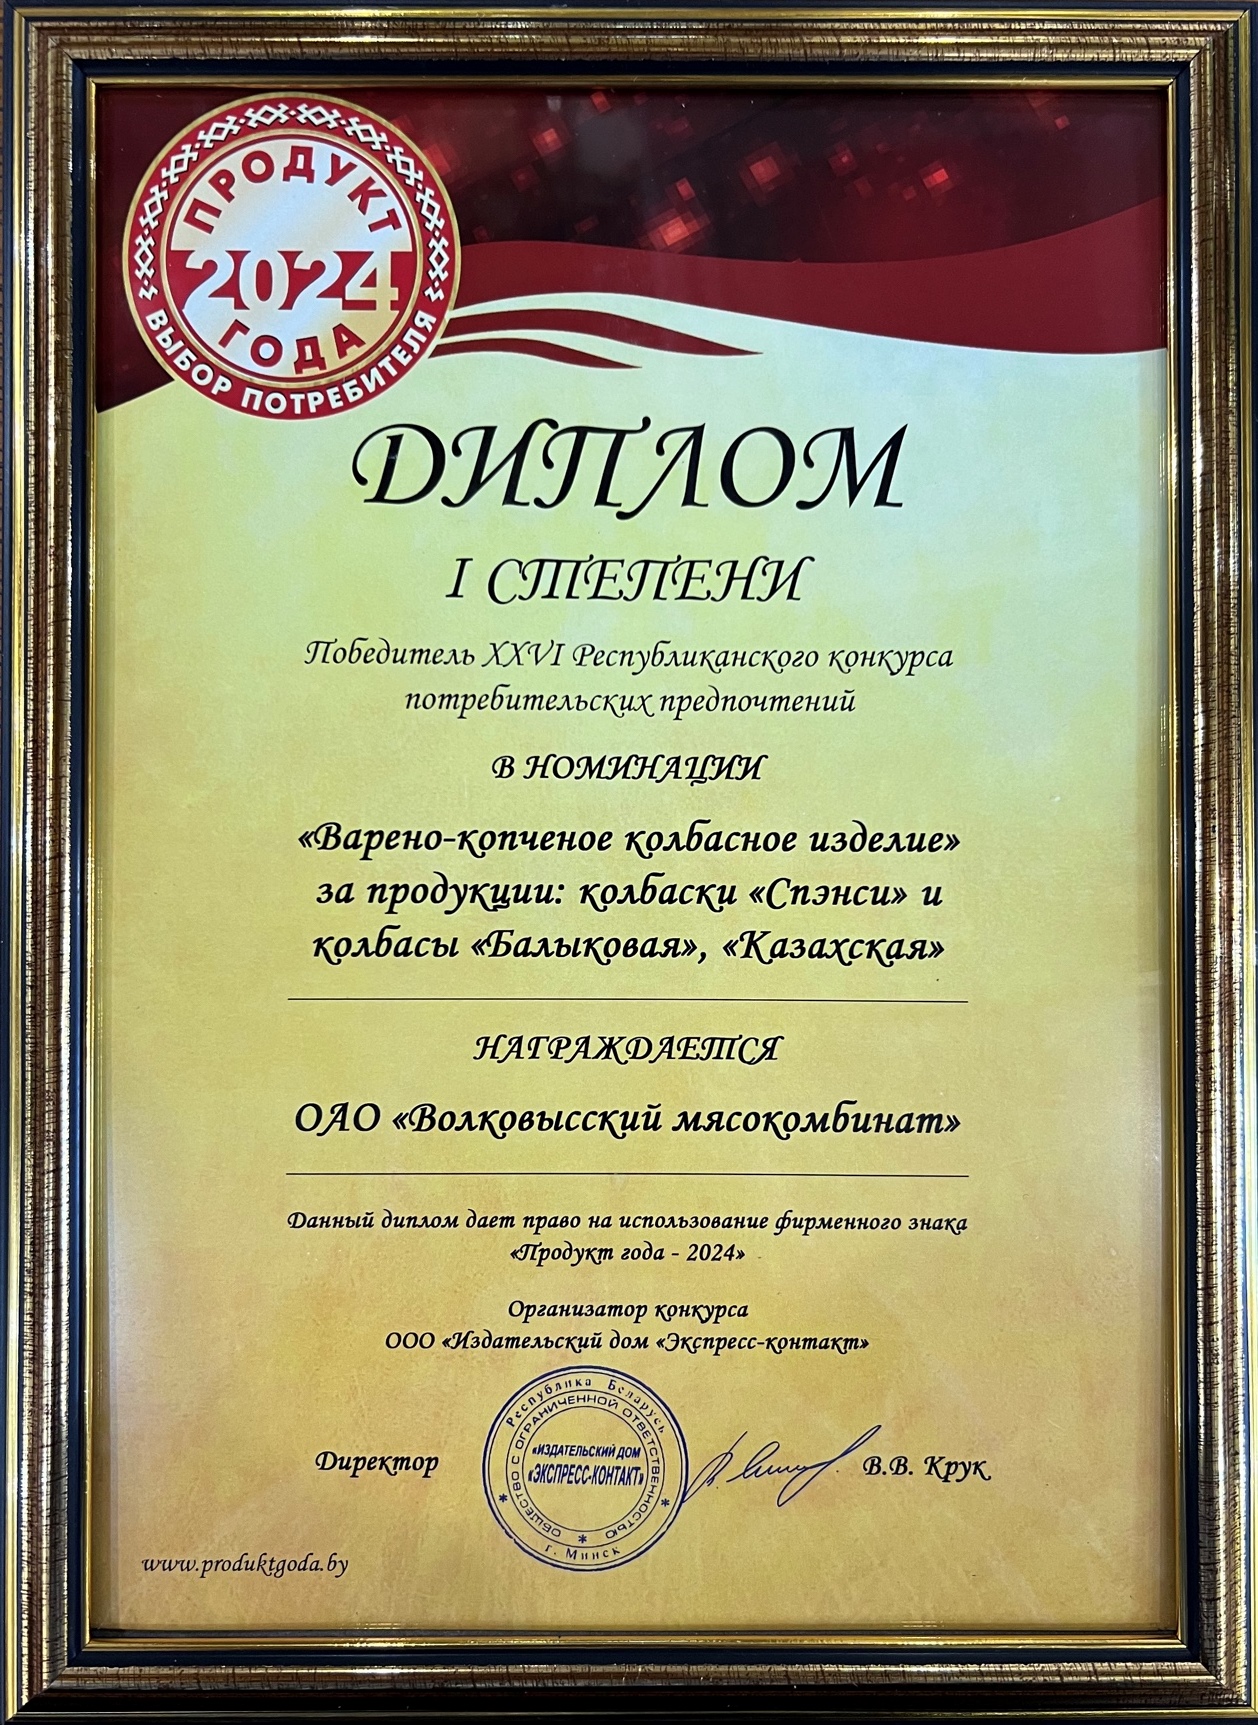 ПРОДУКТ
2024
ГОДА
ВЫБОР ПОТРЕБИТЕЛЯ
ДИПЛОМ
I СТЕПЕНИ
Победитель XXVI Республиканского конкурса
потребительских предпочтений
В НОМИНАЦИИ
«Варено-копченое колбасное изделие»
за продукции: колбаски «Спэнси» и
колбасы «Балыковая», «Казахская»
НАГРАЖДАЕТСЯ
ОАО «Волковысский мясокомбинат»
Данный диплом дает право на использование фирменного знака
«Продукт года - 2024»
Организатор конкурса
ООО «Издательский дом «Экспресс-контакт»
Республика Беларусь
ОБЩЕСТВО С ОГРАНИЧЕННОЙ ОТВЕТСТВЕННОСТЬЮ
«ИЗДАТЕЛЬСКИЙ ДОМ
«ЭКСПРЕСС-КОНТАКТ»
г. Минск
Директор В.В. Крук
www.produktgoda.by